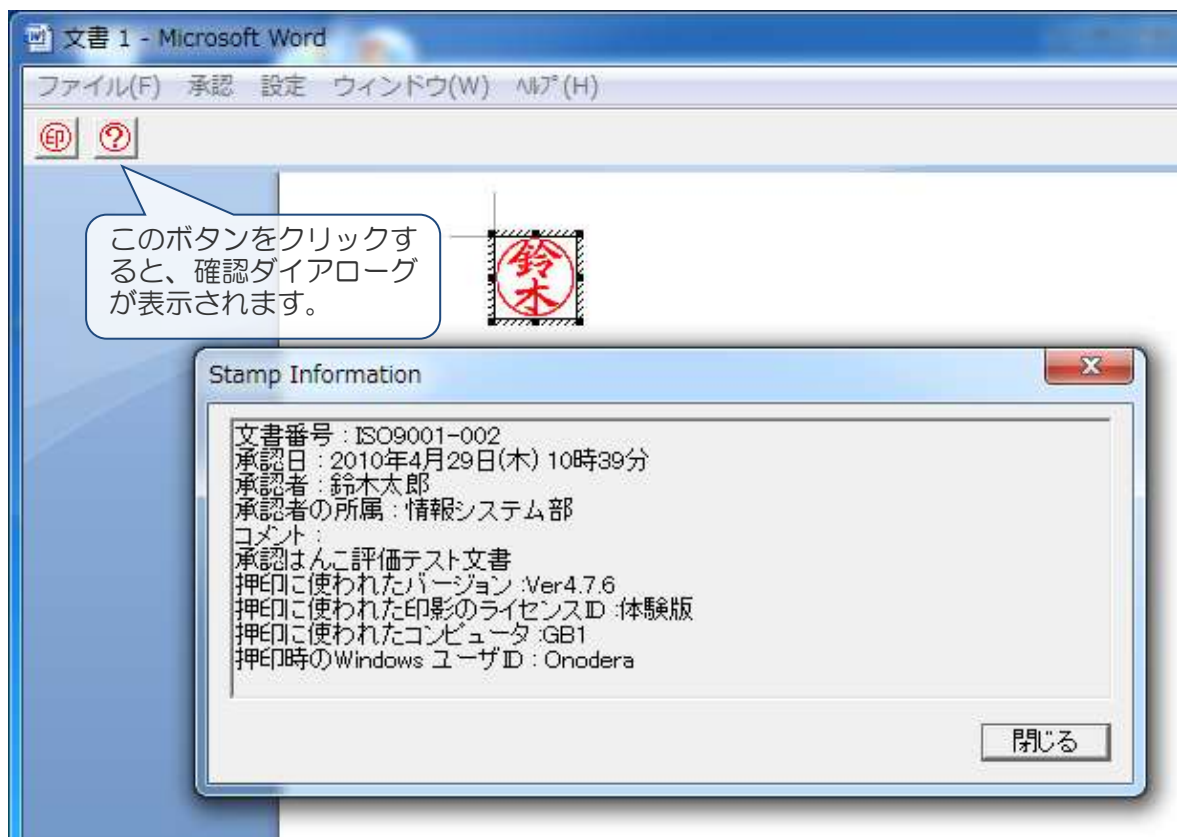 文書 1 - Microsoft Word
ファイル(F) 承認 設定 ウィンドウ(W) ﾍﾙﾌﾟ(H)
印 ?
このボタンをクリックす
ると、確認ダイアローグ
が表示されます。
鈴
木
Stamp Information
文書番号：ISO9001-002
承認日：2010年4月29日(木) 10時39分
承認者：鈴木太郎
承認者の所属：情報システム部
コメント：
承認はんこ評価テスト文書
押印に使われたバージョン:Ver4.7.6
押印に使われた印影のライセンスID:体験版
押印に使われたコンピュータ:GB1
押印時のWindows ユーザID：Onodera
閉じる